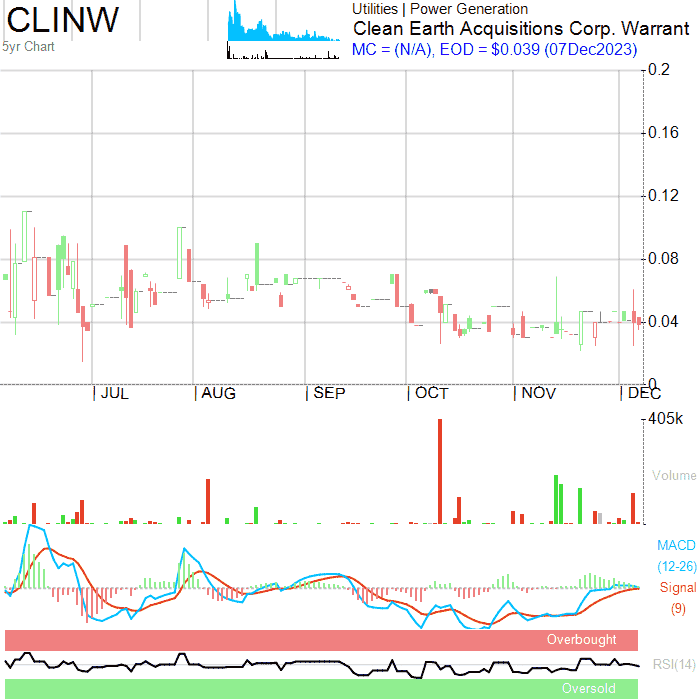 CLINW
5yr Chart
Utilities | Power Generation
Clean Earth Acquisitions Corp. Warrant
MC = (N/A), EOD = $0.039 (07Dec2023)
0.2
0.16
0.12
0.08
0.04
0
| JUL | AUG | SEP | OCT | NOV | DEC
405k
Volume
MACD
(12-26)
Signal
(9)
Overbought
RSI(14)
Oversold